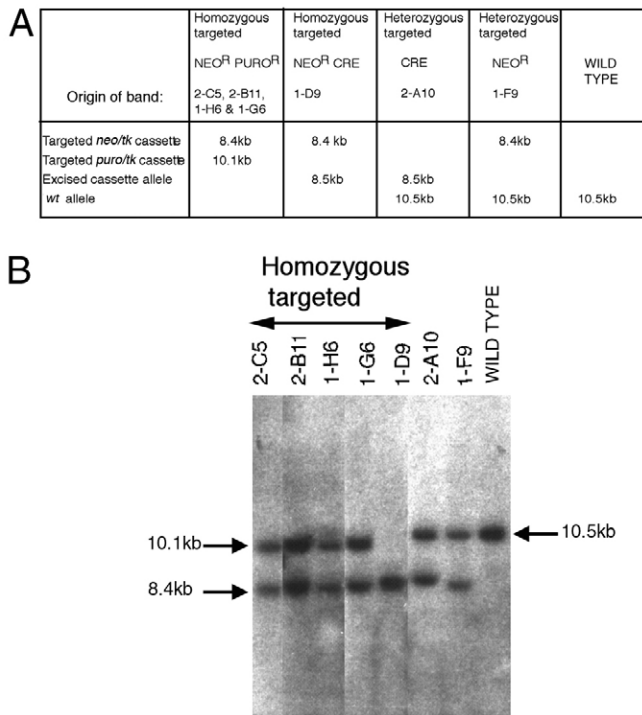 A
Homozygous targeted
Homozygous targeted
Heterozygous targeted
Heterozygous targeted
NEOR PUROR
NEOR CRE
CRE
NEOR
WILD TYPE
Origin of band:
2-C5, 2-B11, 1-H6 & 1-G6
1-D9
2-A10
1-F9
Targeted neo/tk cassette 8.4kb 8.4 kb 8.4kb
Targeted puro/tk cassette 10.1kb
Excised cassette allele 8.5kb 8.5kb
wt allele 10.5kb 10.5kb 10.5kb
B
Homozygous
targeted
2-C5
2-B11
1-H6
1-G6
1-D9
2-A10
1-F9
WILD TYPE
10.1kb
10.5kb
8.4kb